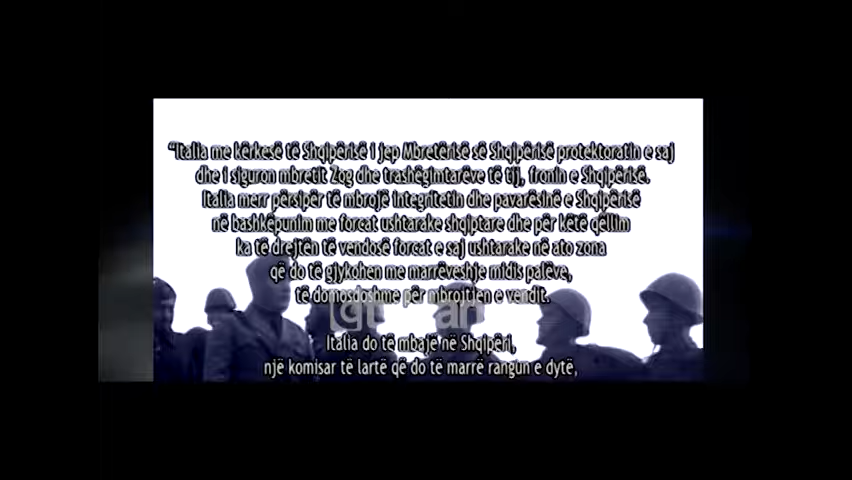 “Italia me kërkesë të Shqipërisë i jep Mbretërisë së Shqipërisë protektoratin e saj
dhe i siguron mbretit Zog dhe trashëgimtarëve të tij, fronin e Shqipërisë.
Italia merr përsipër të mbrojë integritetin dhe pavarësinë e Shqipërisë
në bashkëpunim me forcat ushtarake shqiptare dhe për këtë qëllim
ka të drejtën të vendosë forcat e saj ushtarake në ato zona
që do të gjykohen me marrëveshje midis palëve,
të domosdoshme për mbrojtjen e vendit.
Italia do të mbajë në Shqipëri,
një komisar të lartë që do të marrë rangun e dytë,